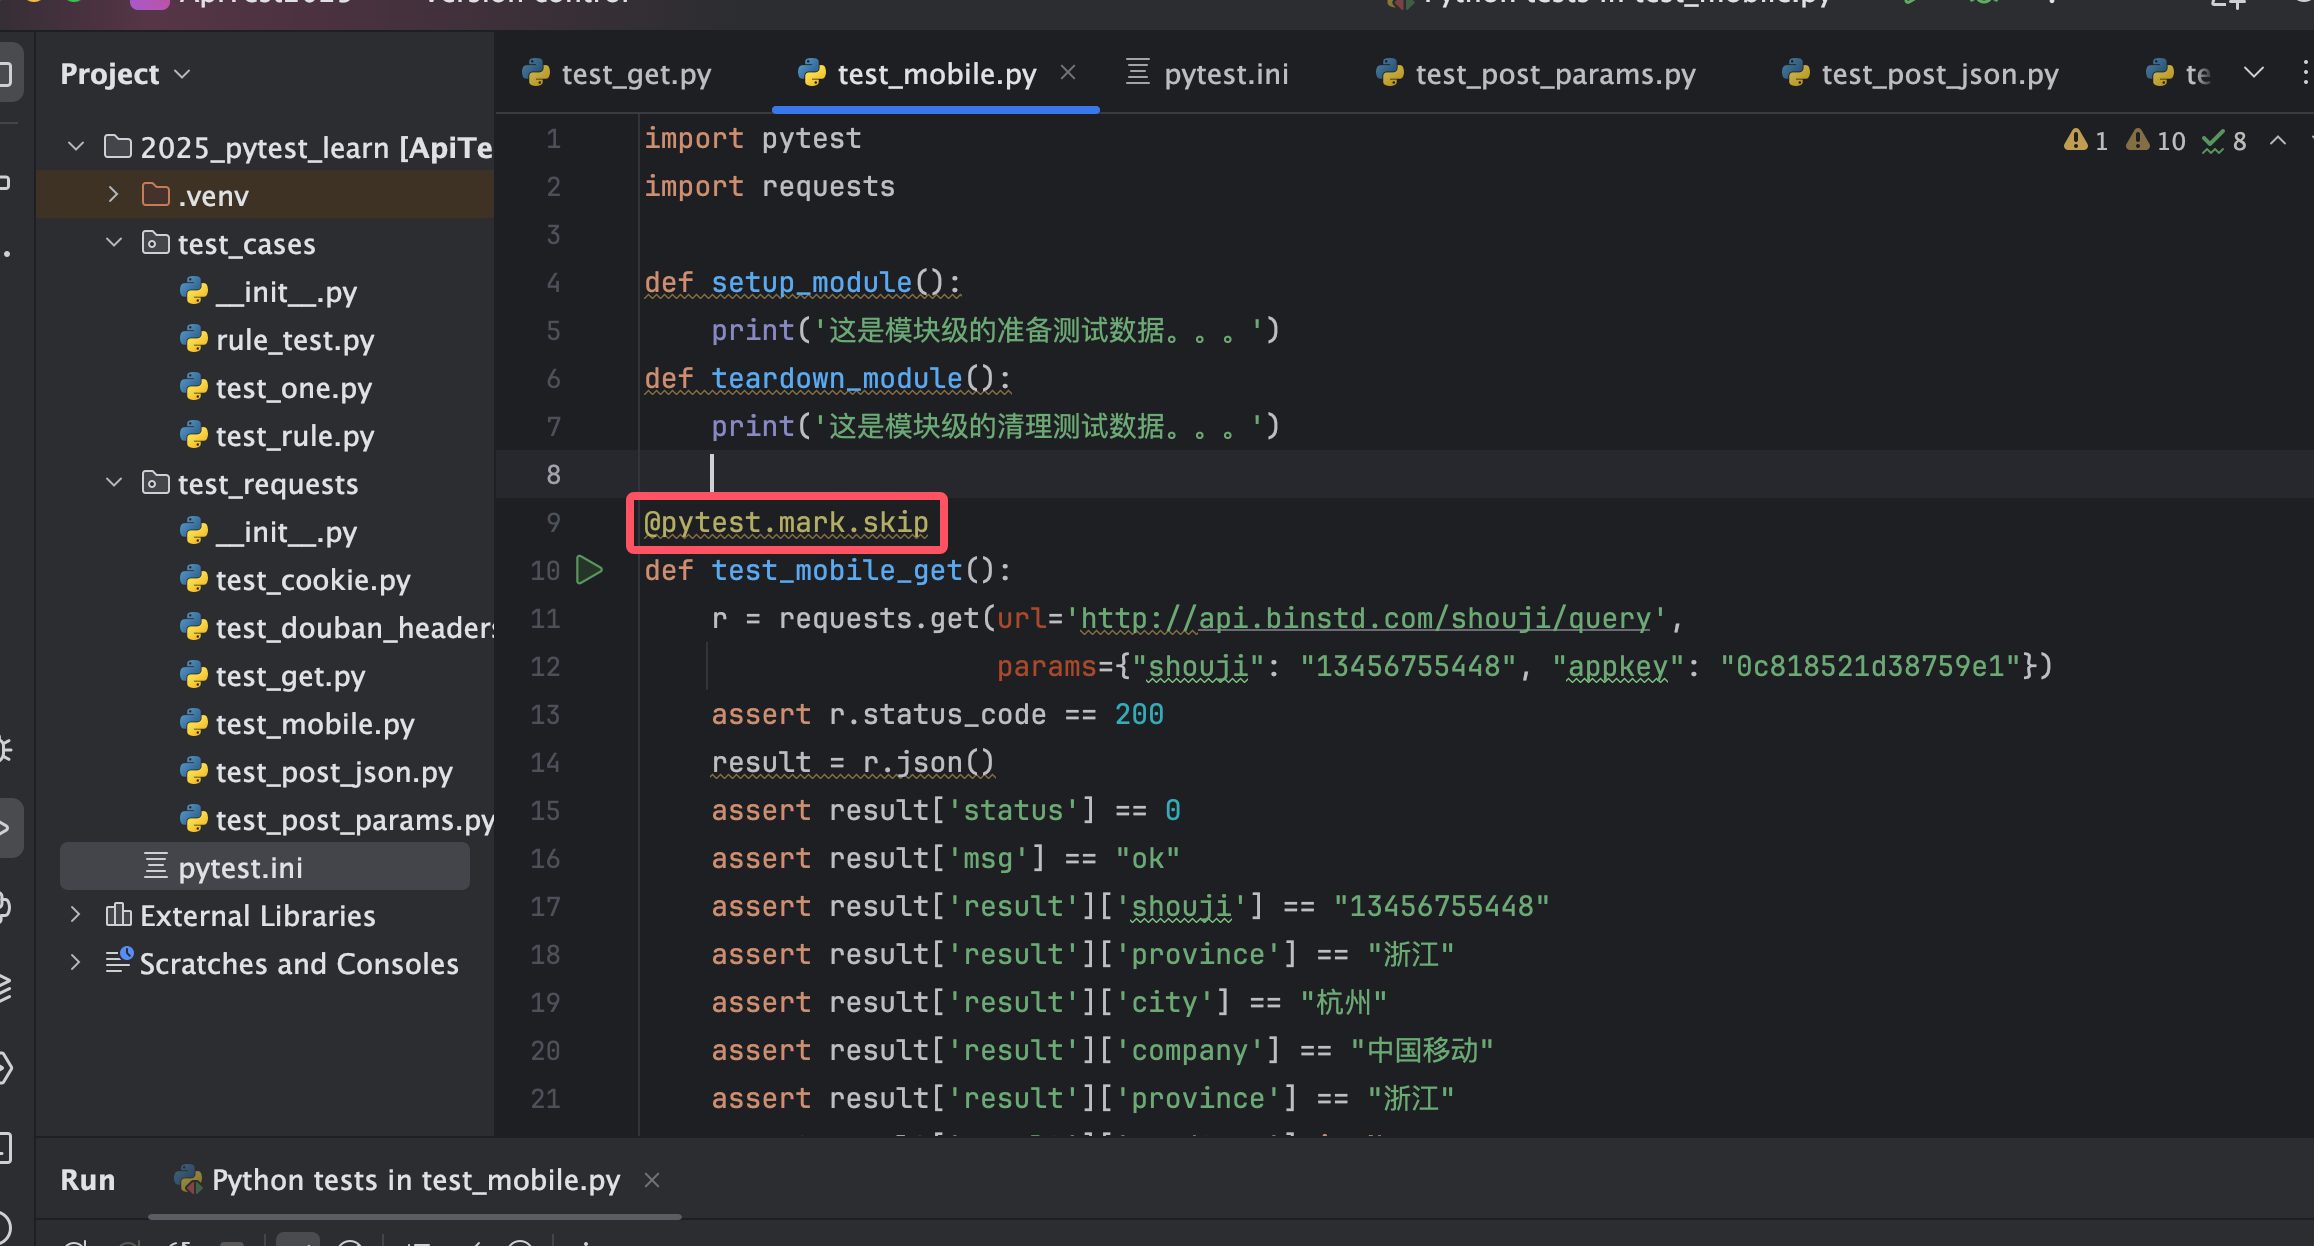 Project
2025_pytest_learn [ApiTe
.venv
test_cases
__init__.py
rule_test.py
test_one.py
test_rule.py
test_requests
__init__.py
test_cookie.py
test_douban_headers
test_get.py
test_mobile.py
test_post_json.py
test_post_params.py
pytest.ini
External Libraries
Scratches and Consoles
test_get.py
test_mobile.py
pytest.ini
test_post_params.py
test_post_json.py
te
1 10 8
1 import pytest
2 import requests
3
4 def setup_module():
5 print('这是模块级的准备测试数据。。。')
6 def teardown_module():
7 print('这是模块级的清理测试数据。。。')
8
9 @pytest.mark.skip
10 def test_mobile_get():
11 r = requests.get(url='http://api.binstd.com/shouji/query',
12 params={"shouji": "13456755448", "appkey": "0c818521d38759e1"})
13 assert r.status_code == 200
14 result = r.json()
15 assert result['status'] == 0
16 assert result['msg'] == "ok"
17 assert result['result']['shouji'] == "13456755448"
18 assert result['result']['province'] == "浙江"
19 assert result['result']['city'] == "杭州"
20 assert result['result']['company'] == "中国移动"
21 assert result['result']['province'] == "浙江"
Run
Python tests in test_mobile.py